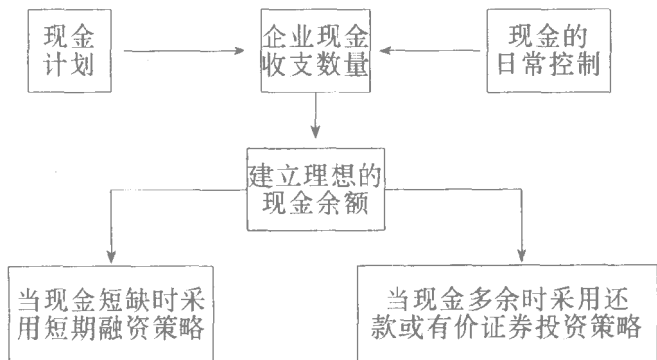 现金
计划
企业现金
收支数量
现金的
日常控制
建立理想的
现金余额
当现金短缺时采
用短期融资策略
当现金多余时采用还
款或有价证券投资策略